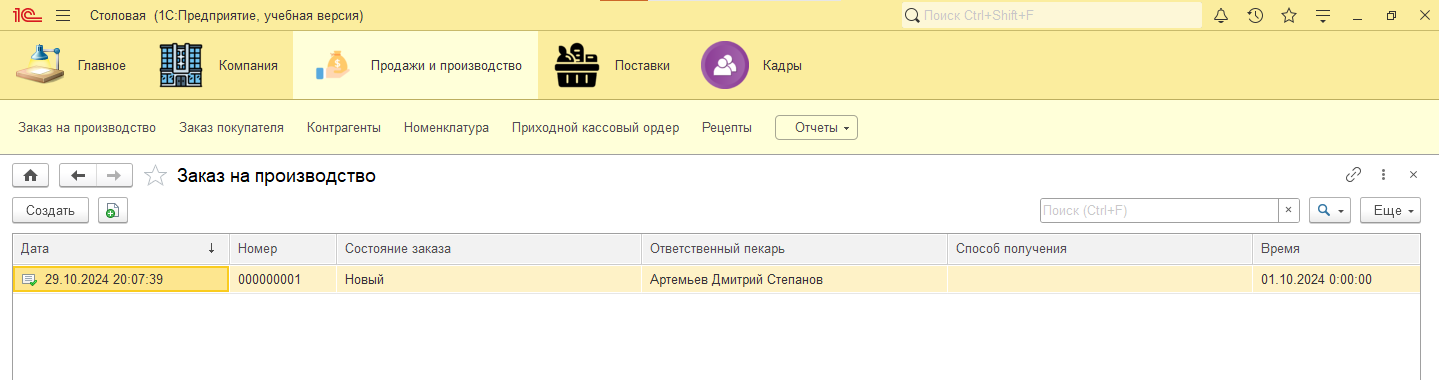 1С Столовая (1С:Предприятие, учебная версия) Поиск Ctrl+Shift+F
Главное Компания Продажи и производство Поставки Кадры
Заказ на производство Заказ покупателя Контрагенты Номенклатура Приходной кассовый ордер Рецепты Отчеты
Заказ на производство
Создать Поиск (Ctrl+F) × Еще
Дата ↓ Номер Состояние заказа Ответственный пекарь Способ получения Время
29.10.2024 20:07:39 000000001 Новый Артемьев Дмитрий Степанов 01.10.2024 0:00:00